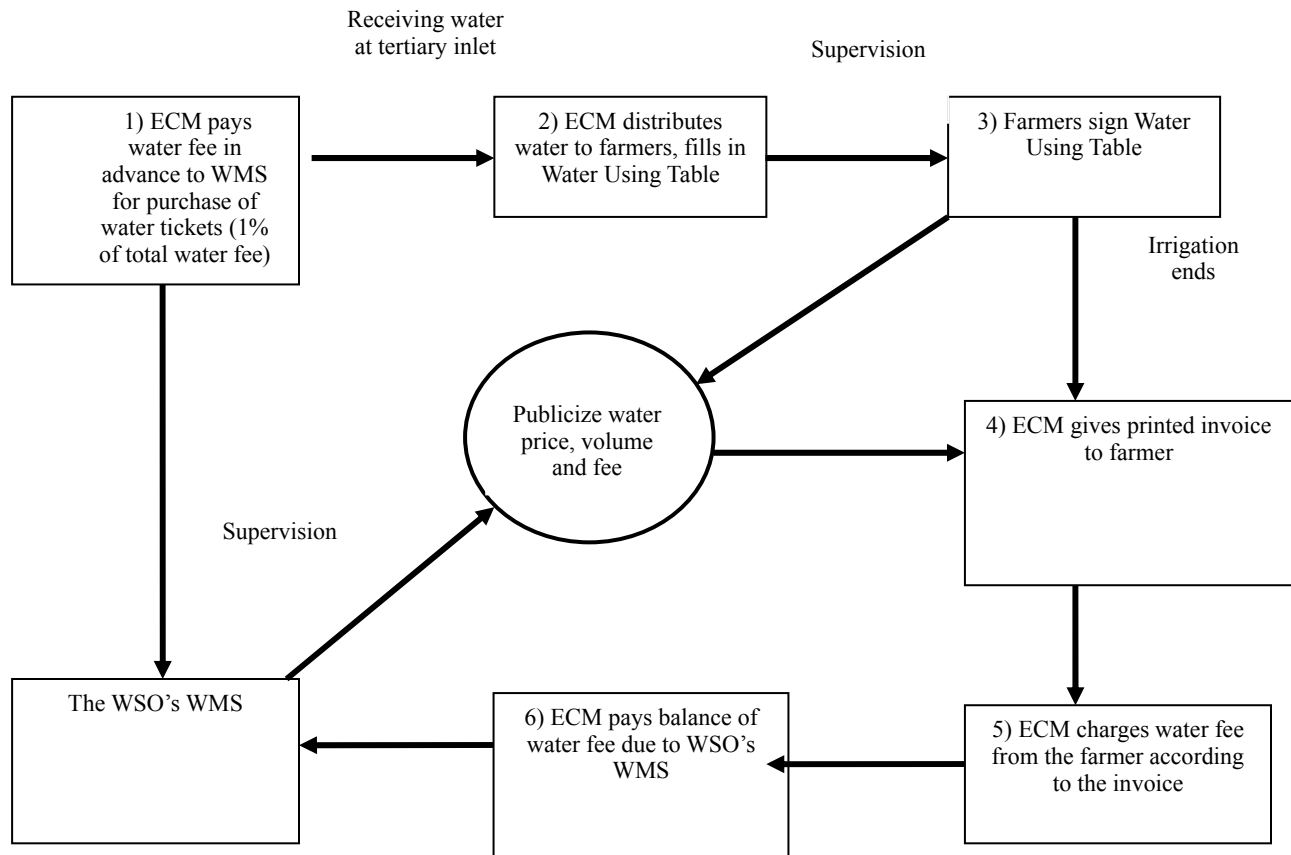 Receiving water
at tertiary inlet
Supervision
1) ECM pays
water fee in
advance to WMS
for purchase of
water tickets (1%
of total water fee)
2) ECM distributes
water to farmers, fills in
Water Using Table
3) Farmers sign Water
Using Table
Irrigation
ends
Publicize water
price, volume
and fee
4) ECM gives printed invoice
to farmer
Supervision
The WSO’s WMS
6) ECM pays balance of
water fee due to WSO’s
WMS
5) ECM charges water fee
from the farmer according
to the invoice